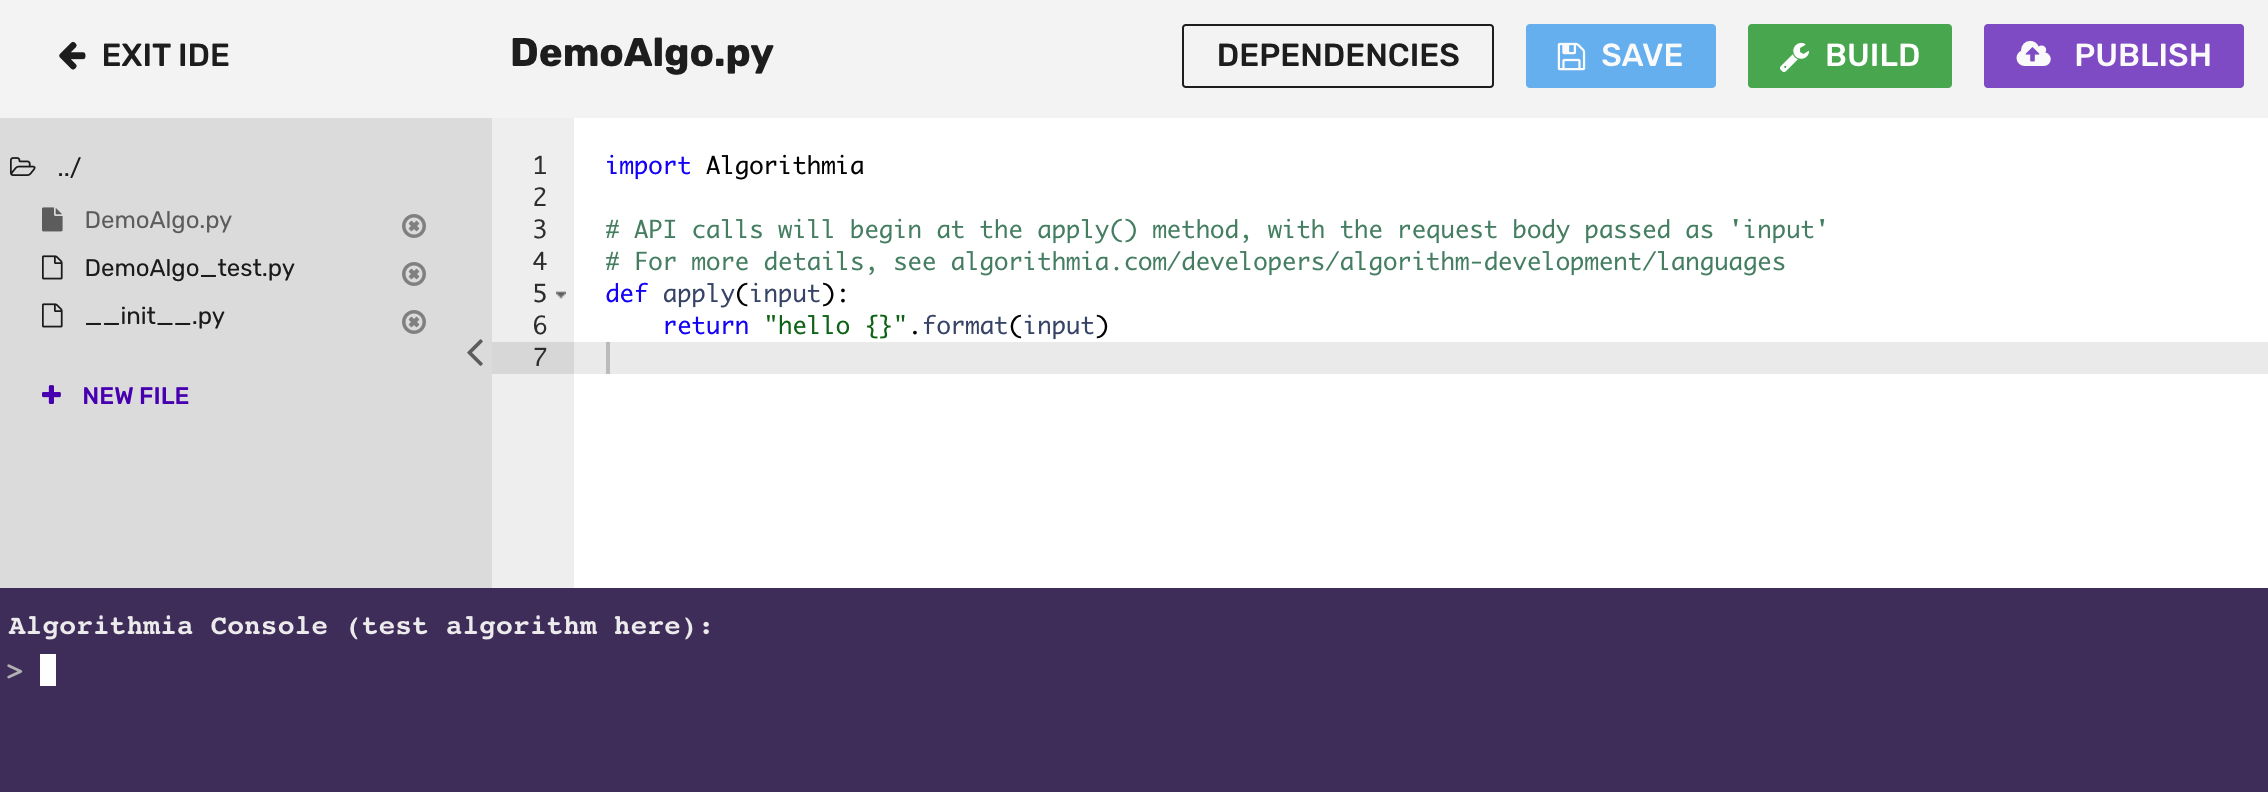 EXIT IDE
DemoAlgo.py
DEPENDENCIES
SAVE
BUILD
PUBLISH
../
DemoAlgo.py
DemoAlgo_test.py
__init__.py
NEW FILE
1 import Algorithmia
2
3 # API calls will begin at the apply() method, with the request body passed as 'input'
4 # For more details, see algorithmia.com/developers/algorithm-development/languages
5 def apply(input):
6     return "hello {}".format(input)
7
Algorithmia Console (test algorithm here):
>